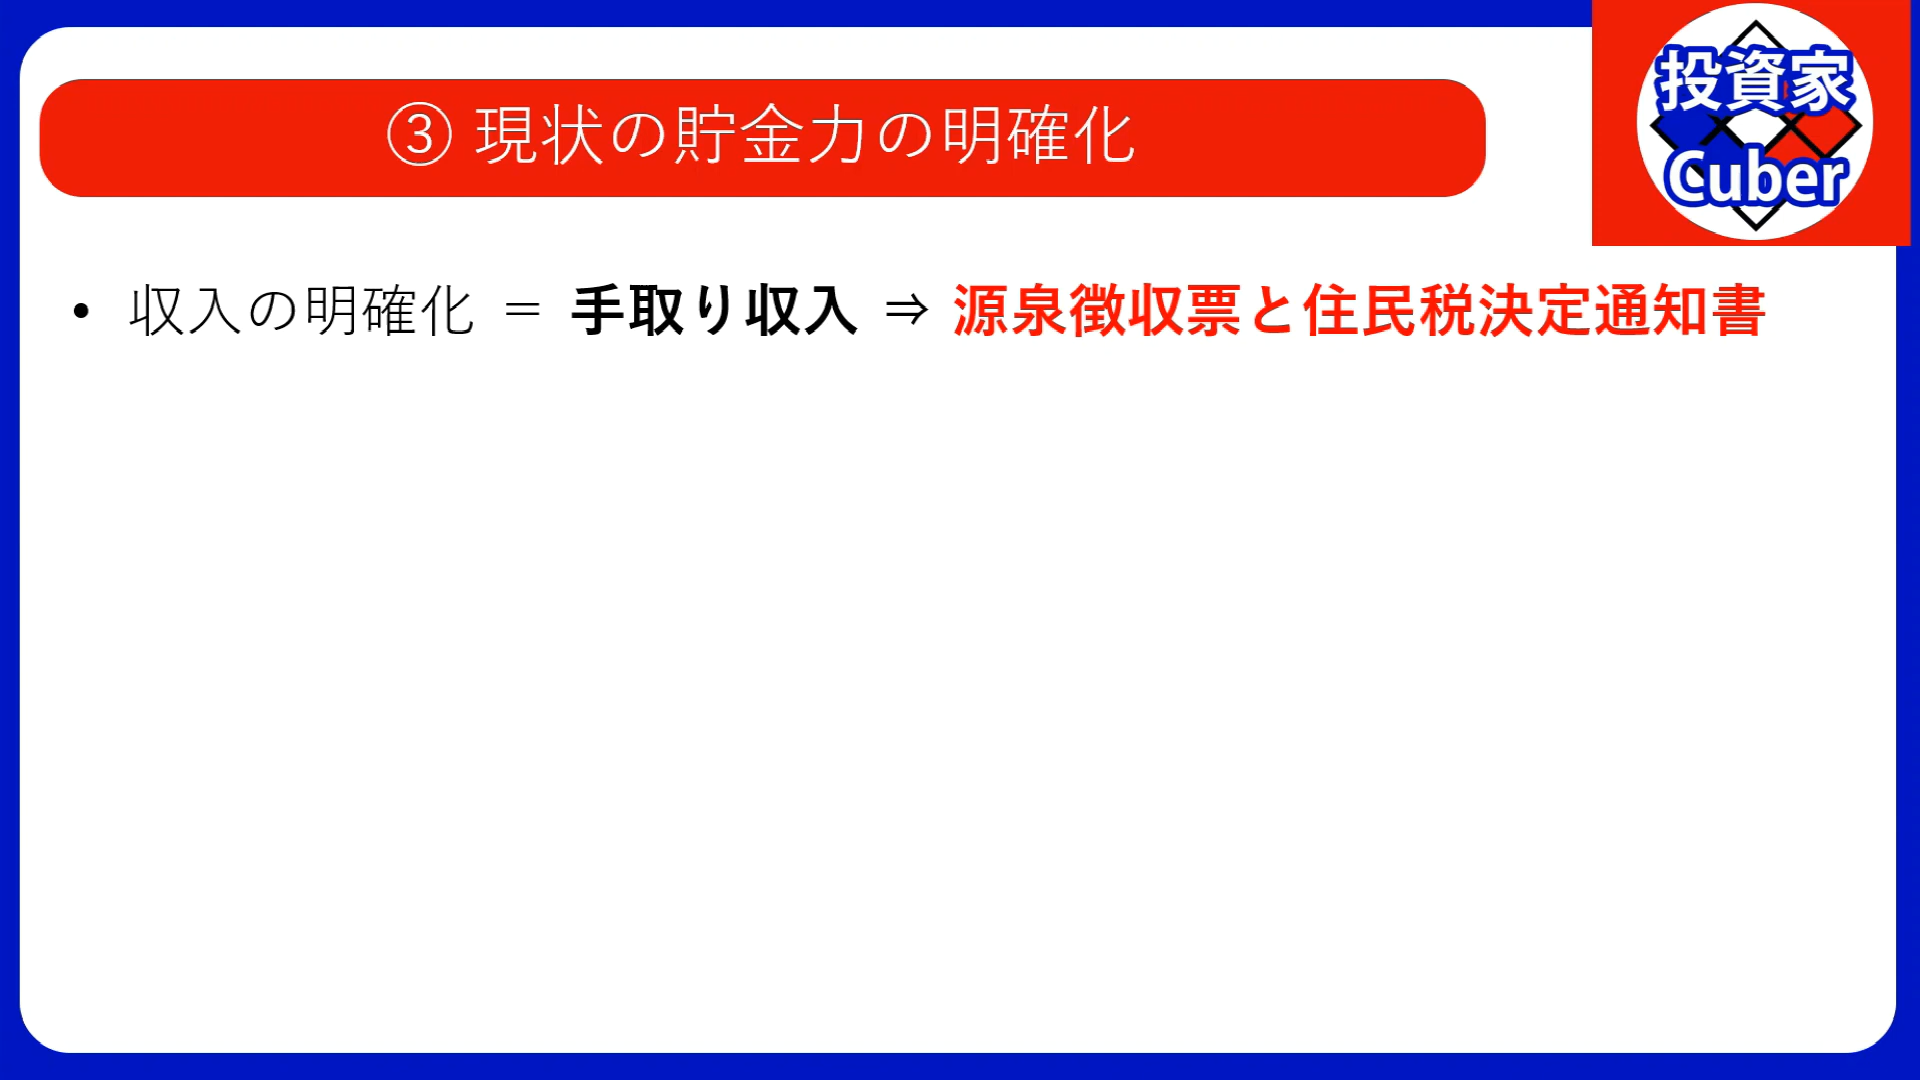 ③ 現状の貯金力の明確化
投資家
Cuber
• 収入の明確化 = 手取り収入 ⇒ 源泉徴収票と住民税決定通知書